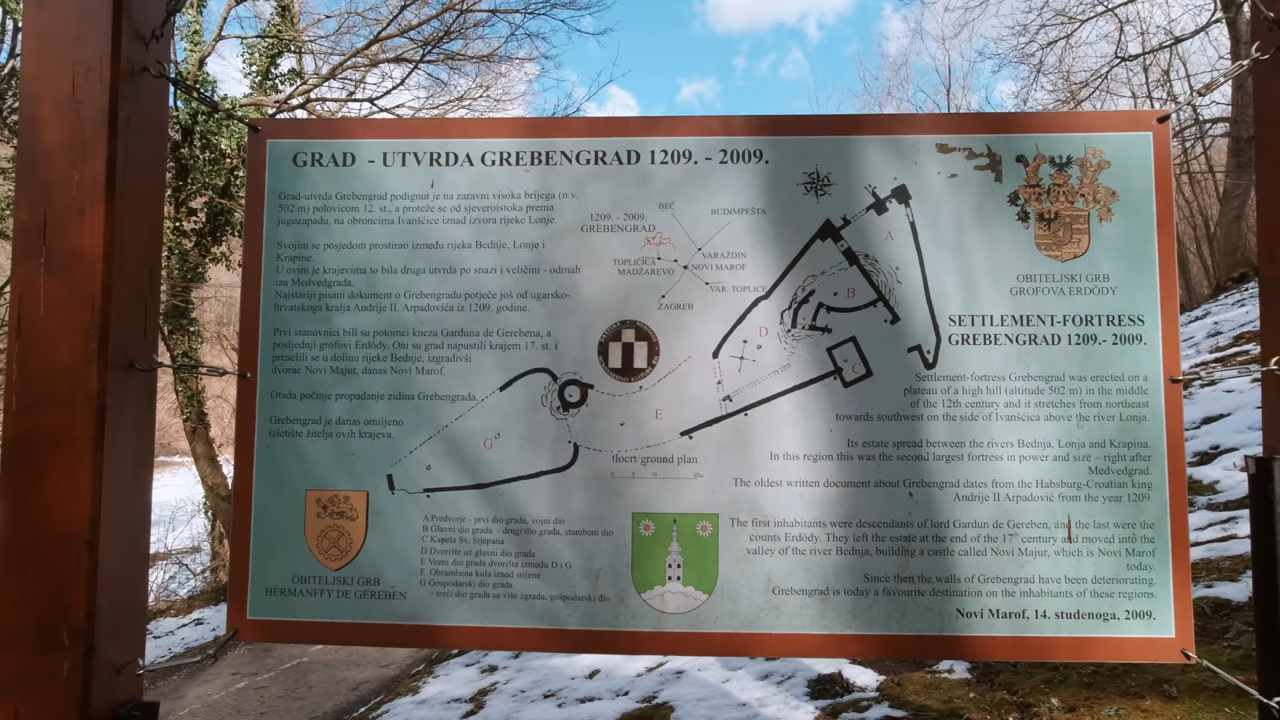 GRAD - UTVRDA GREBENGRAD 1209. - 2009.
Grad-utvrda Grebengrad podignut je na zaravni visoka brijega (n.v.
502 m) polovicom 12. st., a proteže se od sjeveroistoka prema
jugozapadu, na obroncima Ivanščice iznad izvora rijeke Lonje.
Svojim se posjedom prostirao između rijeka Bednje, Lonje i
Krapine.
U ovim je krajevima to bila druga utvrda po snazi i veličini - odmah
iza Medvedgrada.
Najstariji pisani dokument o Grebengradu potječe još od ugarsko-
hrvatskoga kralja Andrije II. Arpadovića iz 1209. godine.
Prvi stanovnici bili su potomci kneza Garduna de Gerebena, a
posljednji grofovi Erdödy. Oni su grad napustili krajem 17. st. i
preselili se u dolinu rijeke Bednje, izgradivši
dvorac Novi Majur, danas Novi Marof.
Otada počinje propadanje zidina Grebengrada.
Grebengrad je danas omiljeno
izletište žitelja ovih krajeva.
1209. - 2009.
GREBENGRAD
BEČ
BUDIMPEŠTA
VARAŽDIN
TOPLIČICA
MADŽAREVO
NOVI MAROF
VAR. TOPLICE
ZAGREB
A
B
C
D
E
G
tlocrt/ground plan
OBITELJSKI GRB
GROFOVA ERDÖDY
SETTLEMENT-FORTRESS
GREBENGRAD 1209.- 2009.
Settlement-fortress Grebengrad was erected on a
plateau of a high hill (altitude 502 m) in the middle
of the 12th century and it stretches from northeast
towards southwest on the side of Ivanščica above the river Lonja.
Its estate spread between the rivers Bednja, Lonja and Krapina.
In this region this was the second largest fortress in power and size – right after
Medvedgrad.
The oldest written document about Grebengrad dates from the Habsburg-Croatian king
Andrije II Arpadović from the year 1209.
The first inhabitants were descendants of lord Gardun de Gereben, and the last were the
counts Erdödy. They left the estate at the end of the 17th century and moved into the
valley of the river Bednja, building a castle called Novi Majur, which is Novi Marof
today.
Since then the walls of Grebengrad have been deteriorating.
Grebengrad is today a favourite destination on the inhabitants of these regions.
Novi Marof, 14. studenoga, 2009.
OBITELJSKI GRB
HERMANFFY DE GEREBEN
A Predvorje - prvi dio grada, vojni dio
B Glavni dio grada - drugi dio grada, stambeni dio
C Kapela Sv. Stjepana
D Dvorište uz glavni dio grada
E Vezni dio grada dvorišta između D i G
F Obrambena kula iznad stijene
G Gospodarski dio grada
- treći dio grada sa više zgrada, gospodarski dio